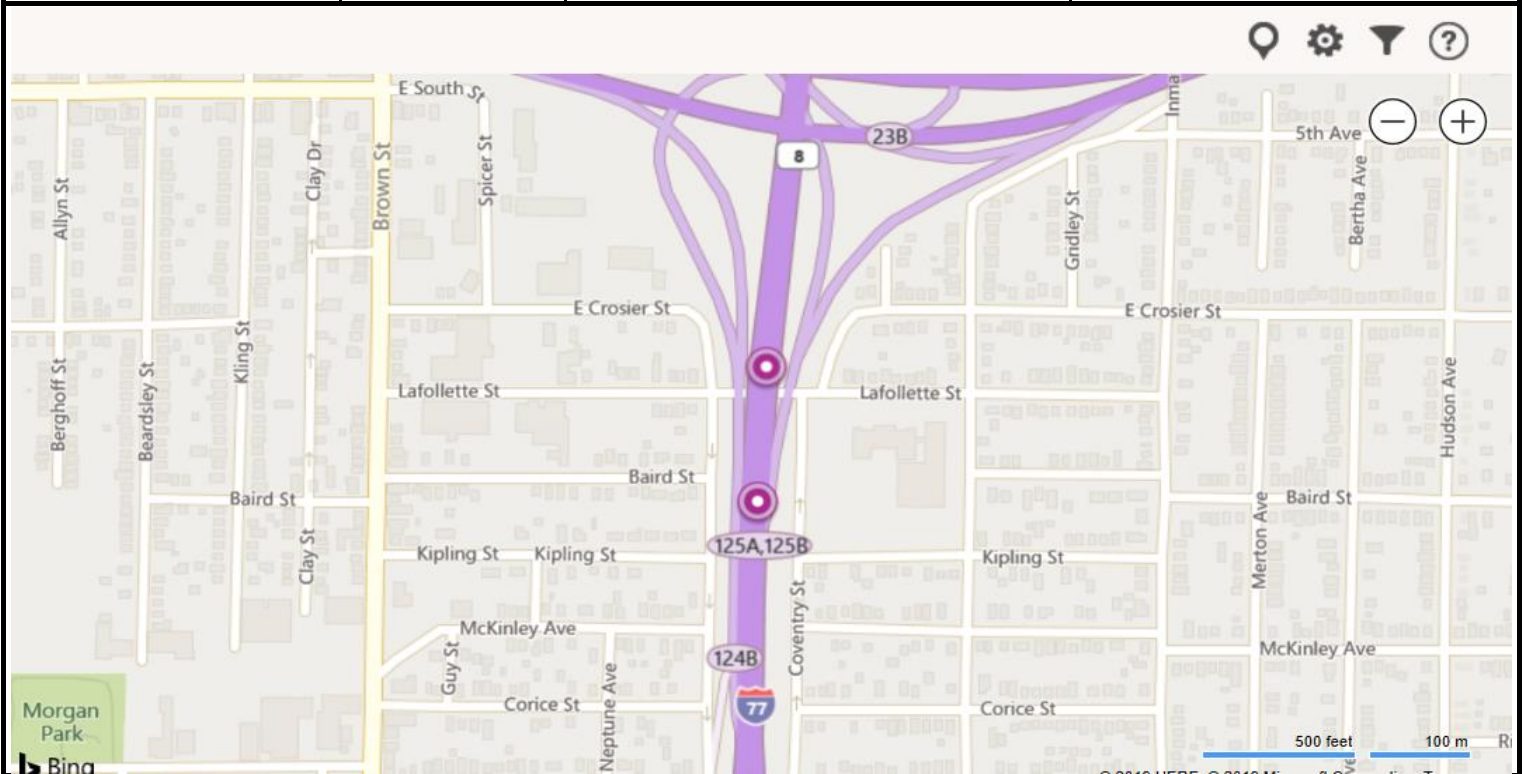 ?
E South St
Inma
23B
5th Ave
8
Clay Dr
Brown St
Spicer St
Allyn St
Gridley St
Bertha Ave
E Crosier St
E Crosier St
Kling St
Berghoff St
Beardsley St
Lafollette St
Lafollette St
Hudson Ave
Baird St
Baird St
Baird St
Merton Ave
125A,125B
Kipling St
Kipling St
Kipling St
Clay St
Coventry St
McKinley Ave
McKinley Ave
124B
Guy St
Neptune Ave
Corice St
Corice St
77
Morgan
Park
500 feet
100 m
Bing